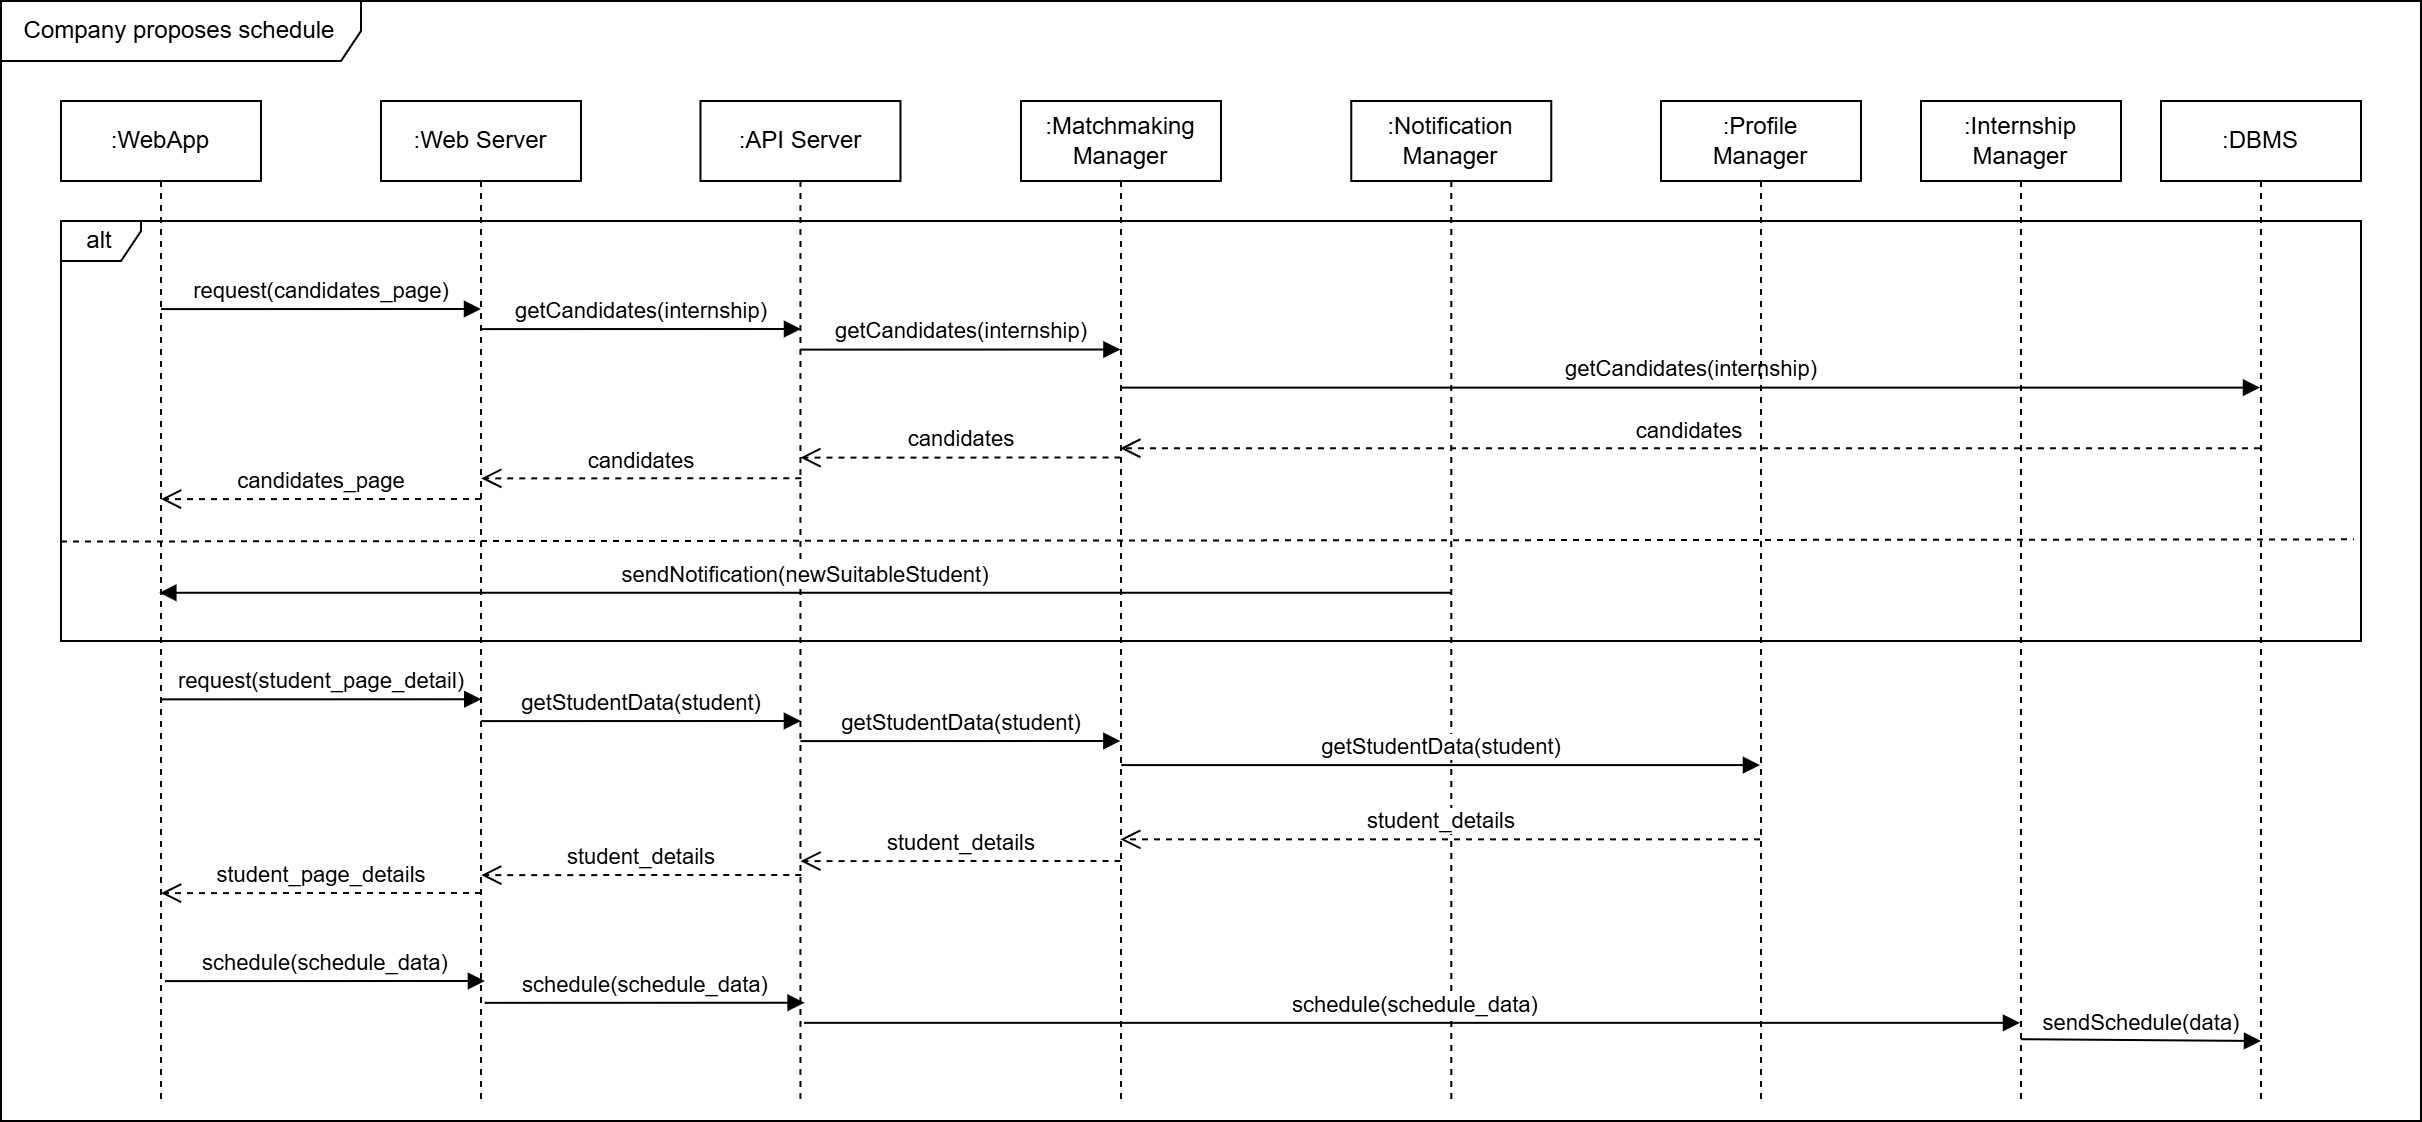 Company proposes schedule
:WebApp
:Web Server
:API Server
:Matchmaking
Manager
:Notification
Manager
:Profile
Manager
:Internship
Manager
:DBMS
alt
request(candidates_page)
getCandidates(internship)
getCandidates(internship)
getCandidates(internship)
candidates
candidates
candidates
candidates_page
sendNotification(newSuitableStudent)
request(student_page_detail)
getStudentData(student)
getStudentData(student)
getStudentData(student)
student_details
student_details
student_details
student_page_details
schedule(schedule_data)
schedule(schedule_data)
schedule(schedule_data)
sendSchedule(data)